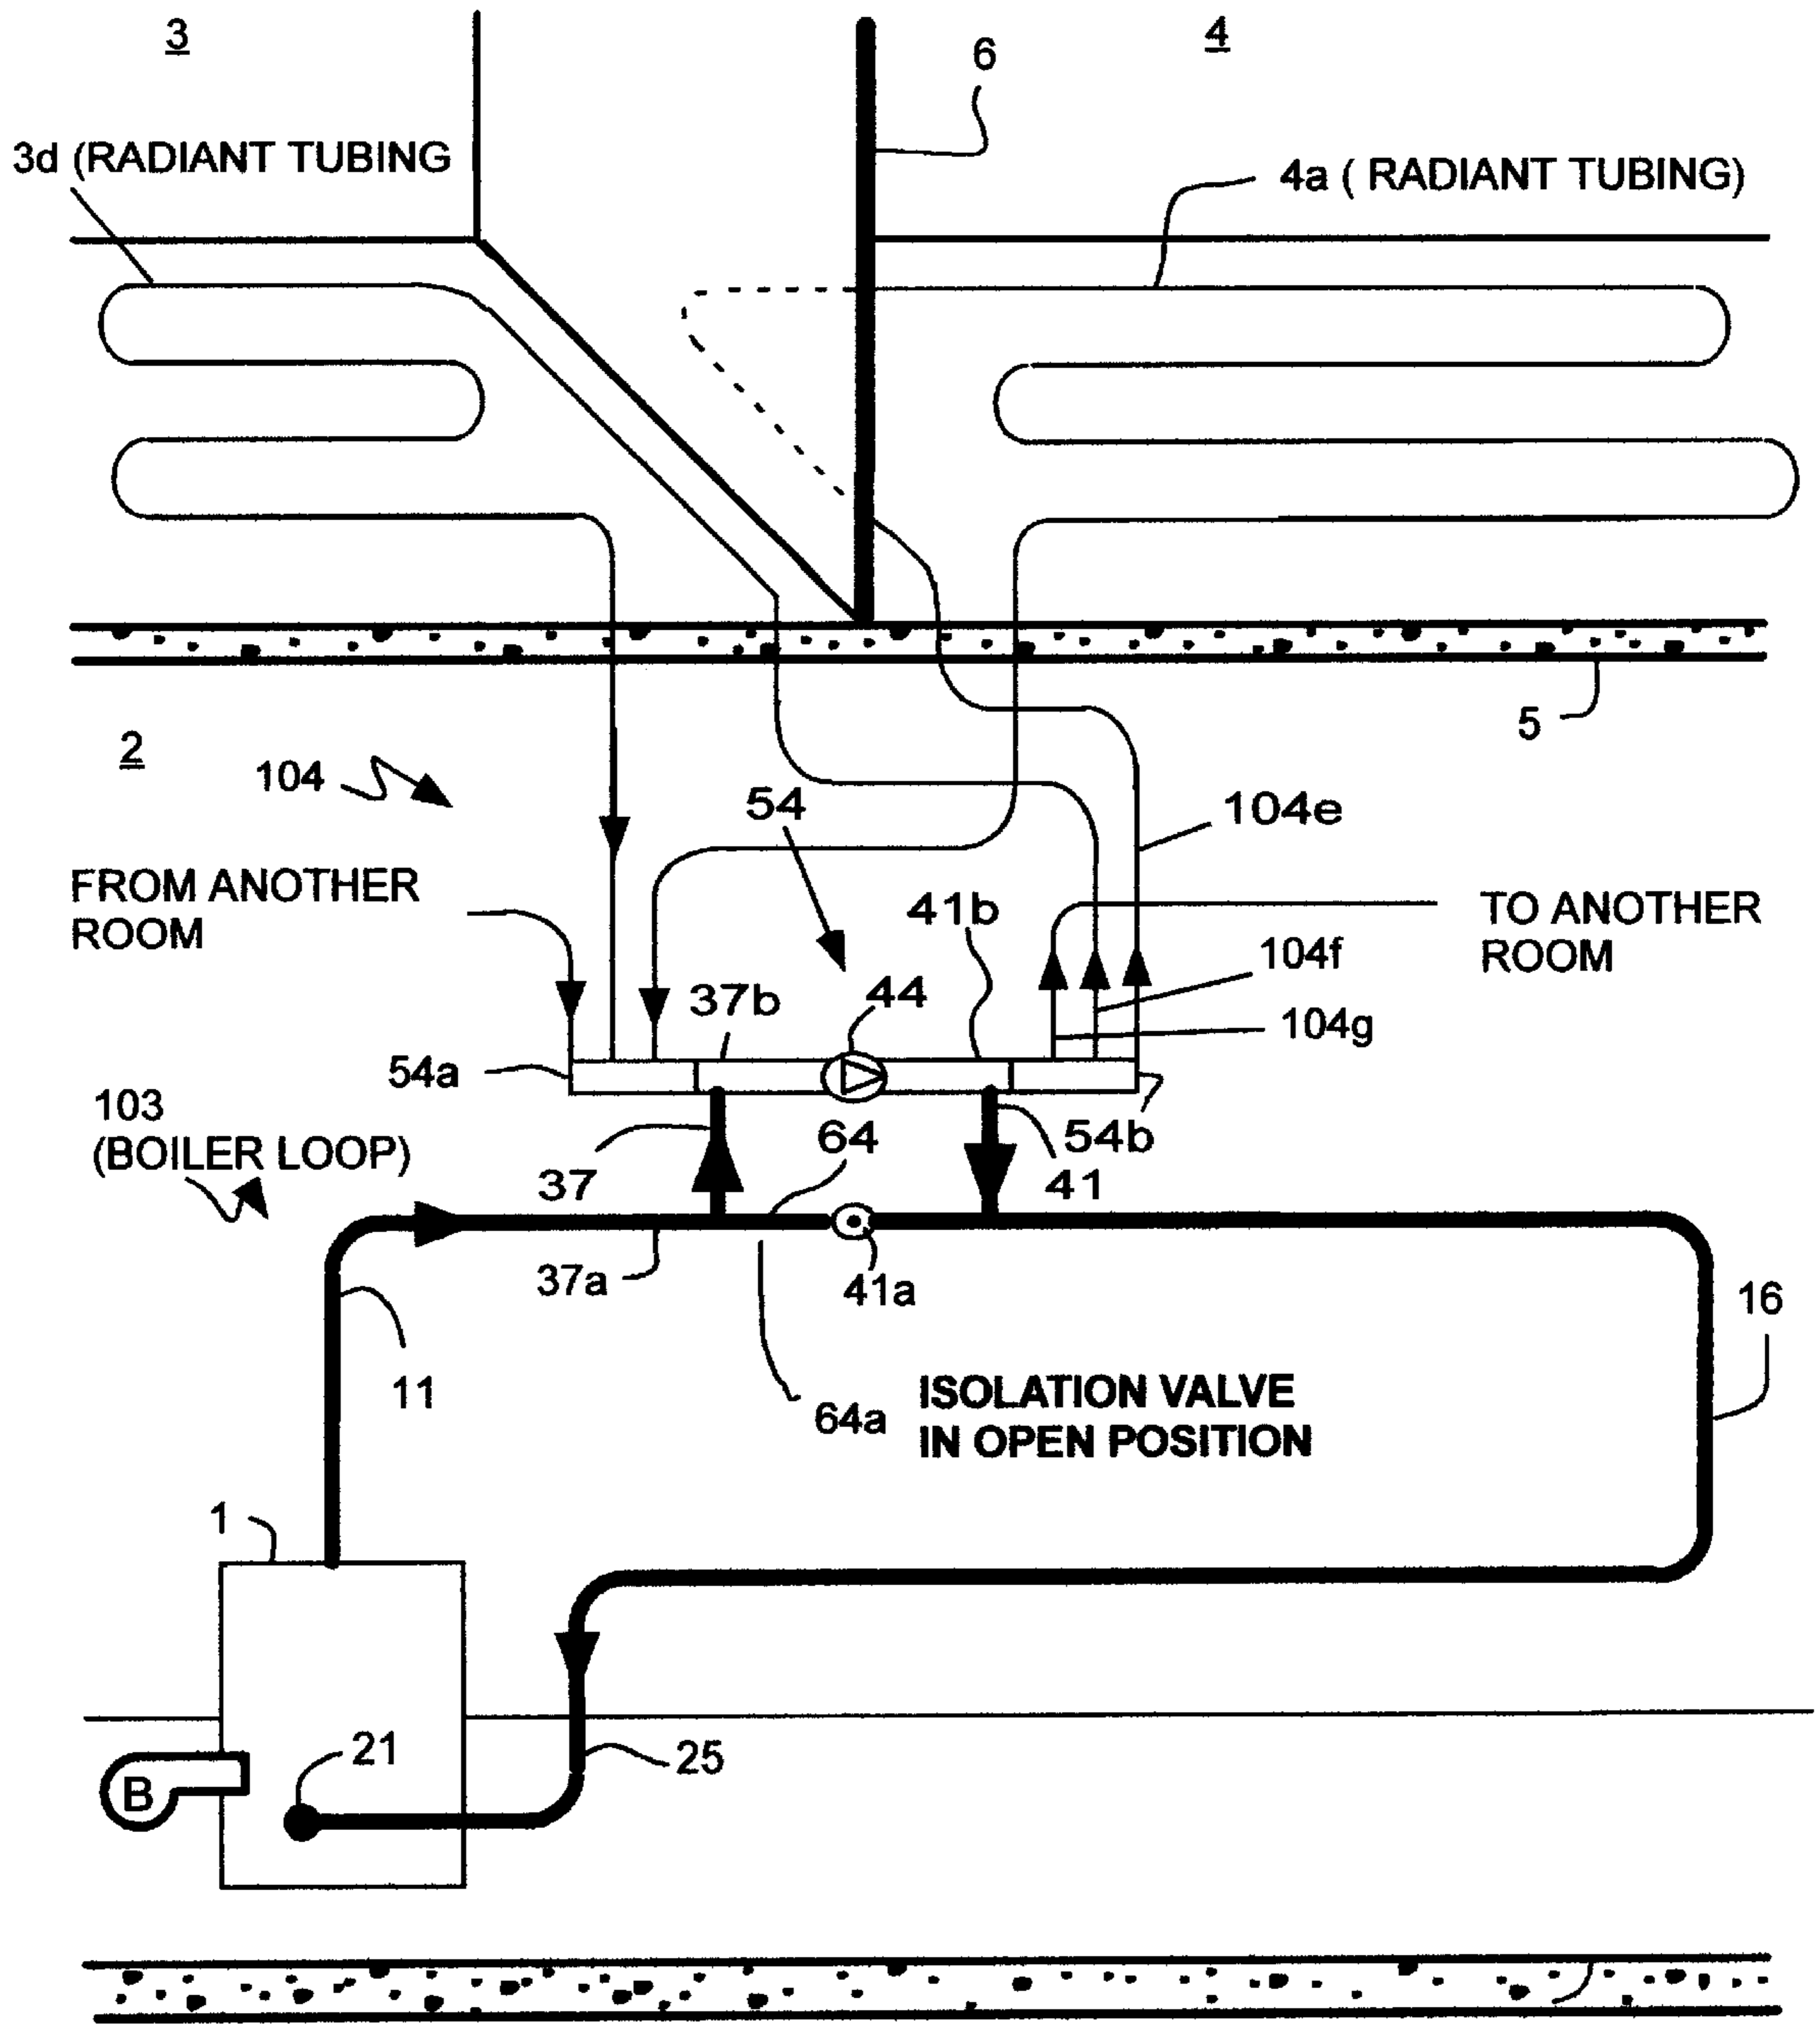 3
4
6
3d (RADIANT TUBING
4a ( RADIANT TUBING)
5
2
104
54
104e
FROM ANOTHER
ROOM
41b
TO ANOTHER
ROOM
104f
37b
44
104g
54a
103
(BOILER LOOP)
64
54b
37
41
37a
41a
16
11
64a
ISOLATION VALVE
IN OPEN POSITION
1
21
25
B